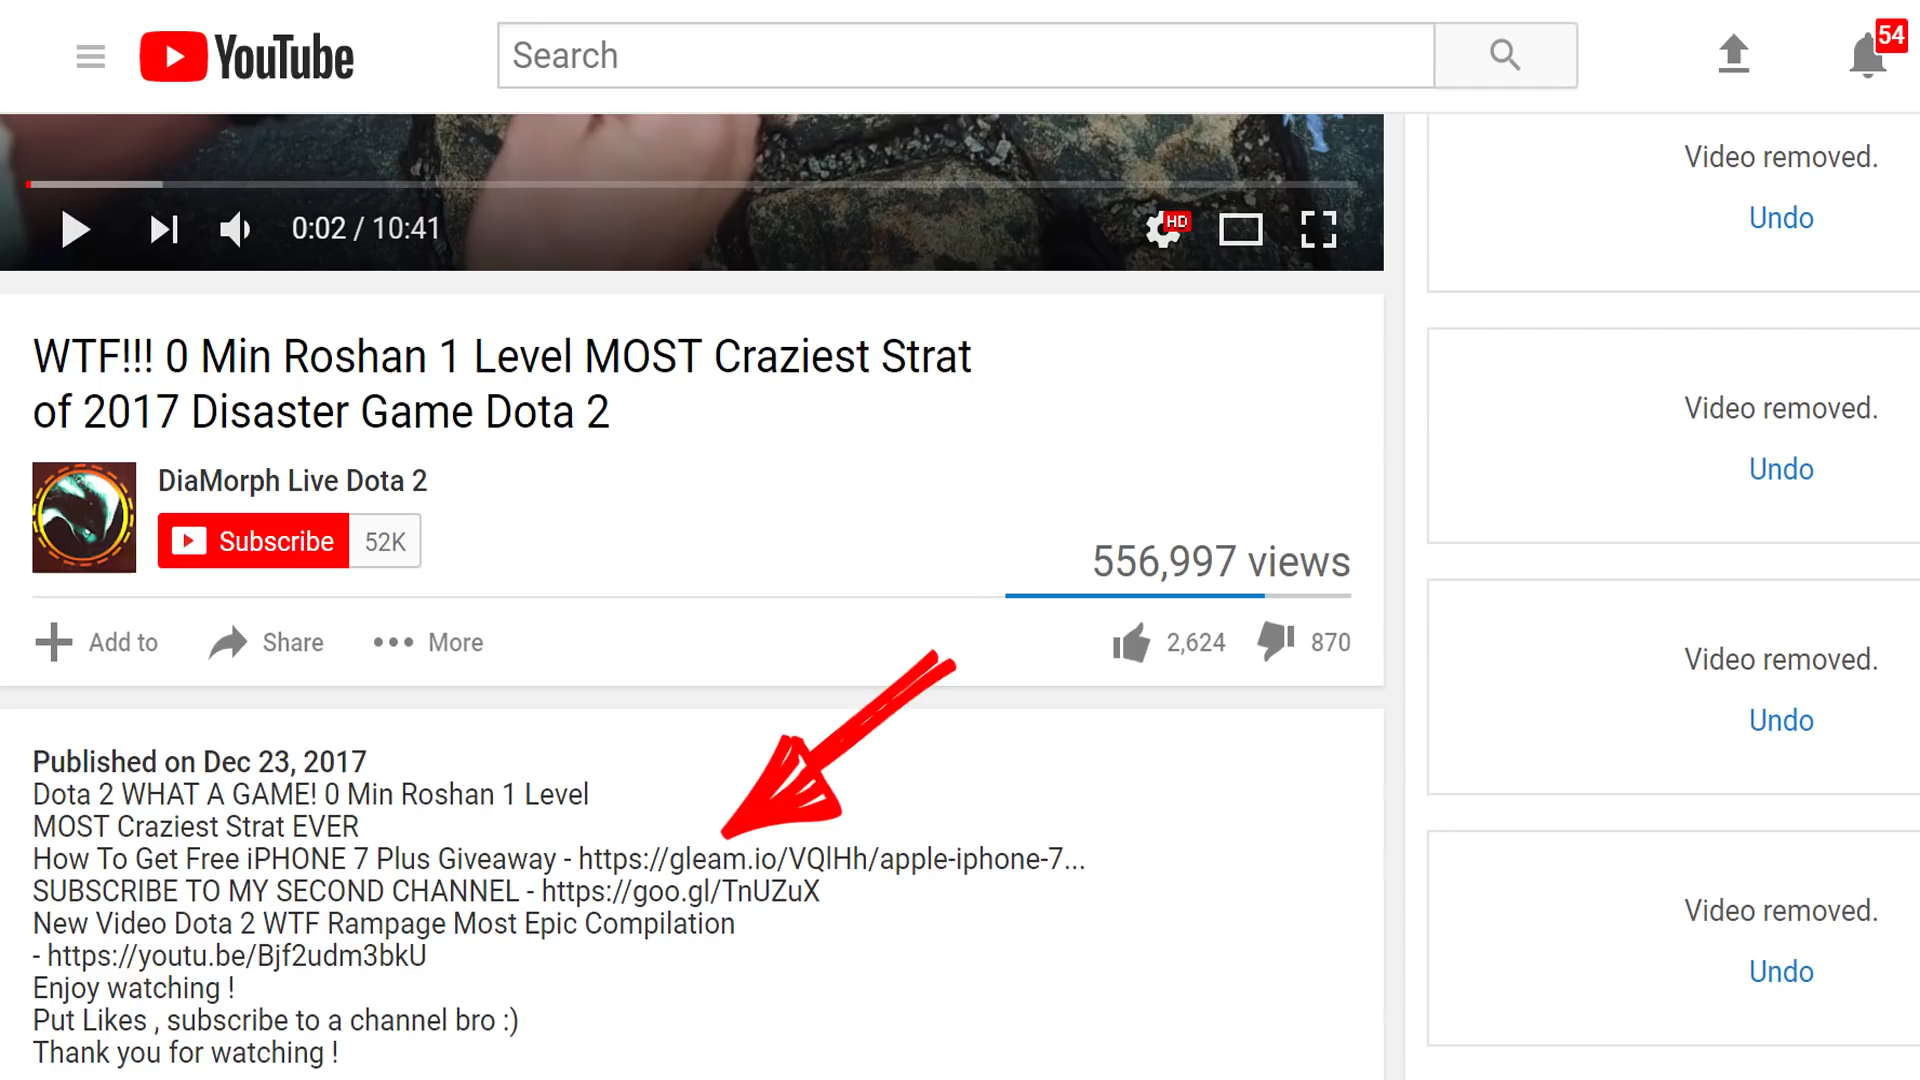 YouTube
Search
54
0:02 / 10:41
HD
WTF!!! 0 Min Roshan 1 Level MOST Craziest Strat
of 2017 Disaster Game Dota 2
DiaMorph Live Dota 2
Subscribe 52K
556,997 views
Add to Share More 2,624 870
Published on Dec 23, 2017
Dota 2 WHAT A GAME! 0 Min Roshan 1 Level
MOST Craziest Strat EVER
How To Get Free iPHONE 7 Plus Giveaway - https://gleam.io/VQlHh/apple-iphone-7...
SUBSCRIBE TO MY SECOND CHANNEL - https://goo.gl/TnUZuX
New Video Dota 2 WTF Rampage Most Epic Compilation
- https://youtu.be/Bjf2udm3bkU
Enjoy watching !
Put Likes , subscribe to a channel bro :)
Thank you for watching !
Video removed.
Undo
Video removed.
Undo
Video removed.
Undo
Video removed.
Undo